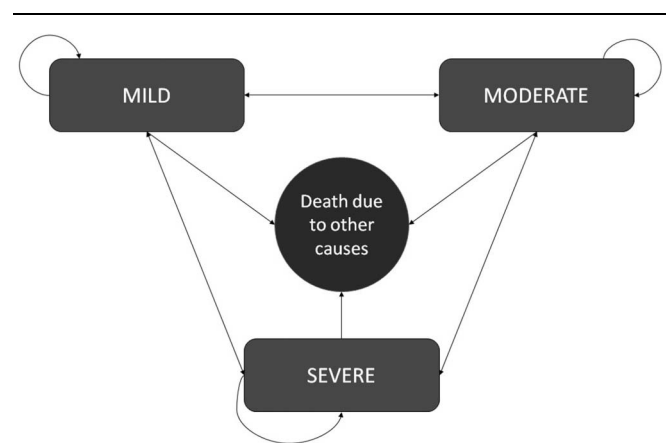 MILD
MODERATE
Death due
to other
causes
SEVERE